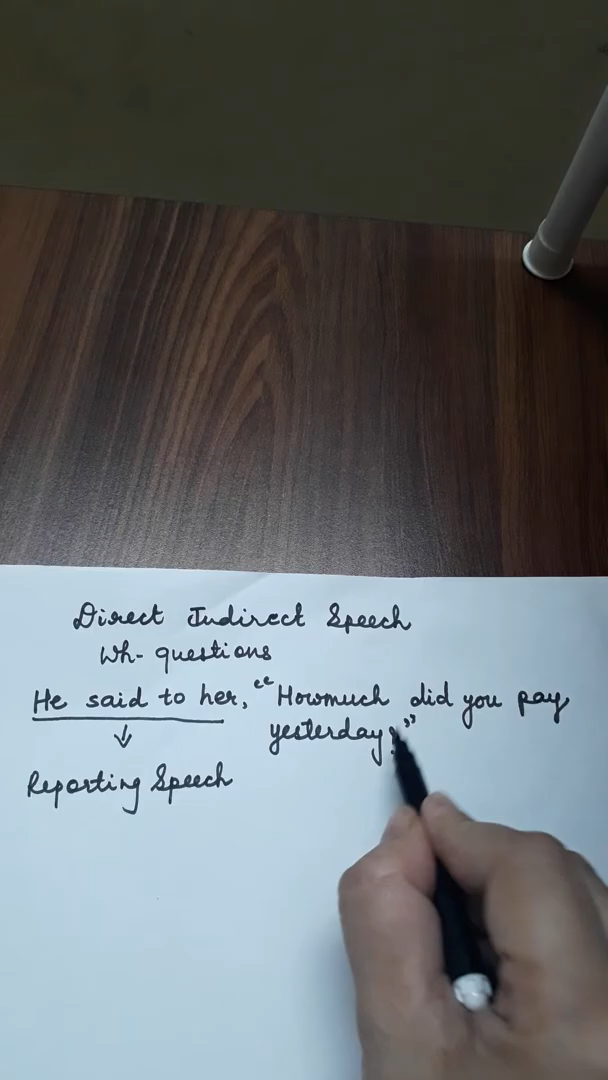 Direct Indirect Speech
Wh- questions
He said to her, "Howmuch did you pay
yesterday?"
Reporting Speech